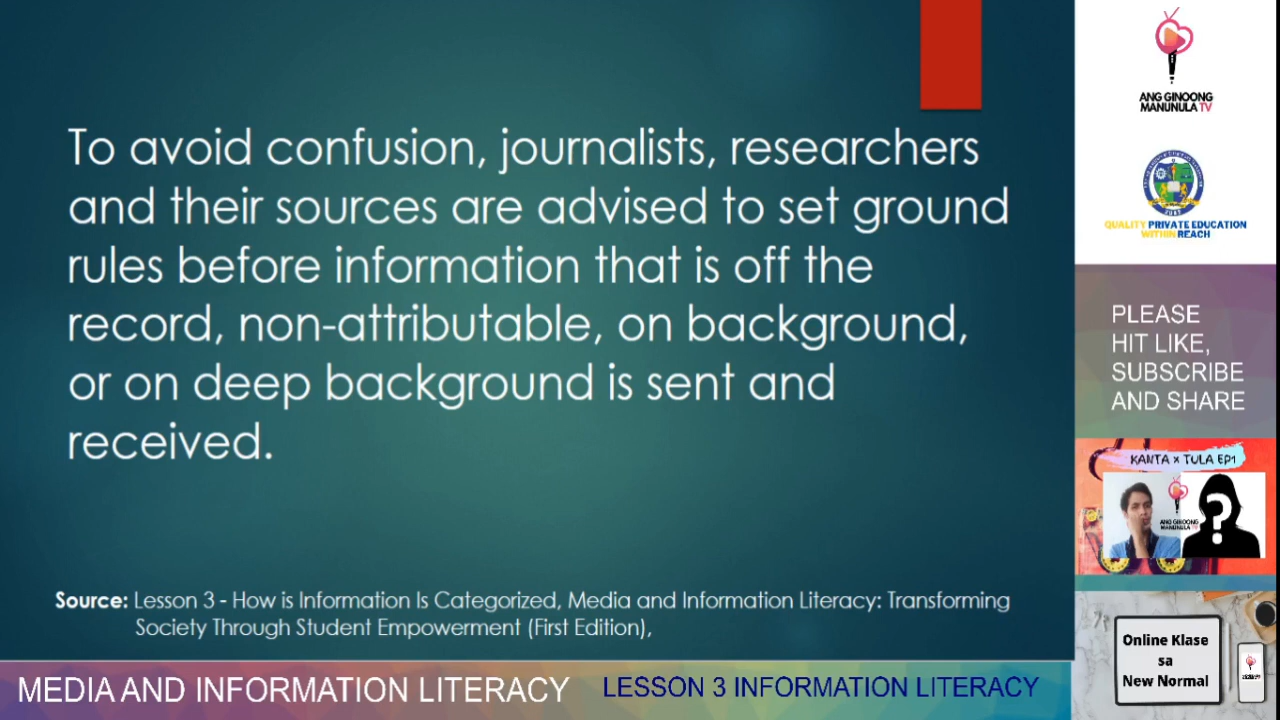 To avoid confusion, journalists, researchers
and their sources are advised to set ground
rules before information that is off the
record, non-attributable, on background,
or on deep background is sent and
received.
Source: Lesson 3 - How is Information Is Categorized, Media and Information Literacy: Transforming
Society Through Student Empowerment (First Edition),
MEDIA AND INFORMATION LITERACY
LESSON 3 INFORMATION LITERACY
ANG GINOONG
MANUNULA TV
QUALITY PRIVATE EDUCATION
WITHIN REACH
PLEASE
HIT LIKE,
SUBSCRIBE
AND SHARE
KANTA x TULA EP1
ANG GINOONG
MANUNULA TV
?
Online Klase
sa
New Normal